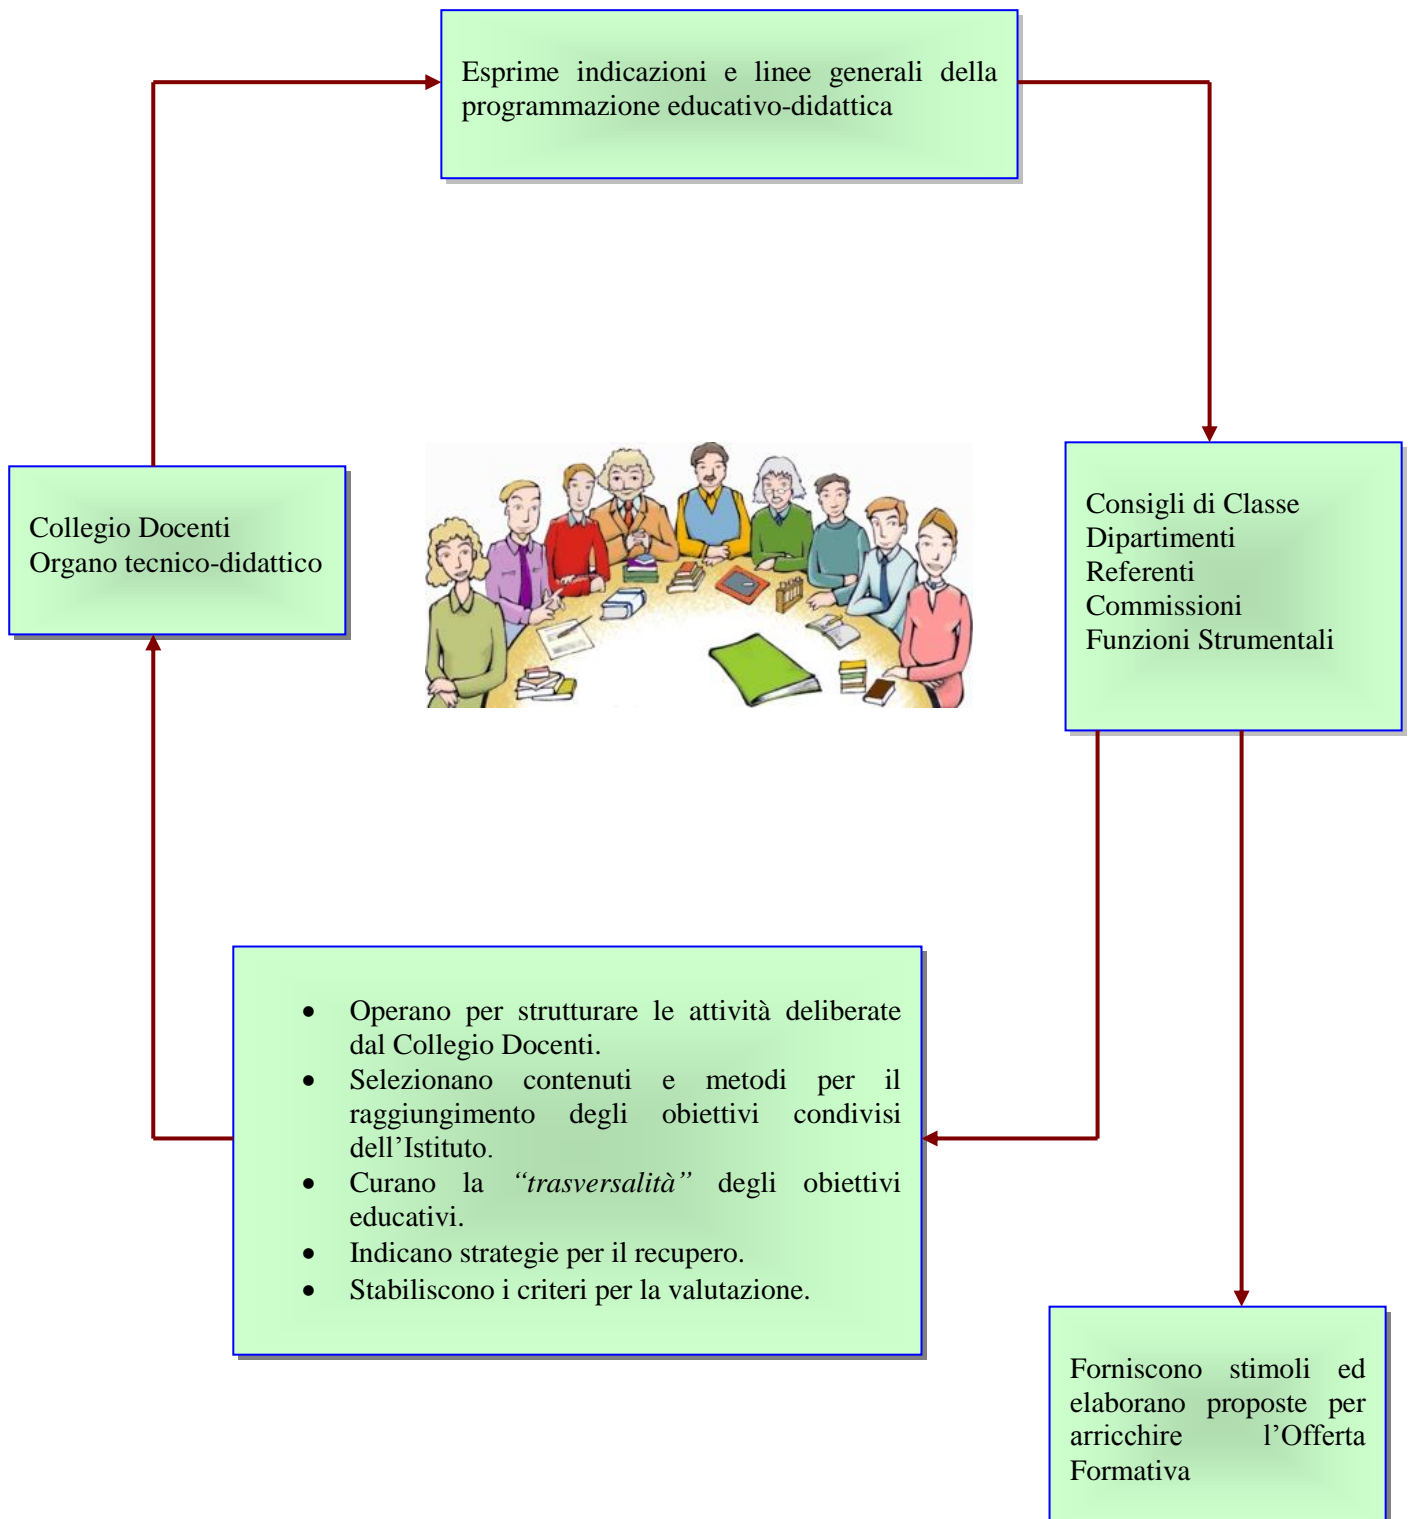 Esprime indicazioni e linee generali della
programmazione educativo-didattica
Collegio Docenti
Organo tecnico-didattico
Consigli di Classe
Dipartimenti
Referenti
Commissioni
Funzioni Strumentali
• Operano per strutturare le attività deliberate
dal Collegio Docenti.
• Selezionano contenuti e metodi per il
raggiungimento degli obiettivi condivisi
dell’Istituto.
• Curano la “trasversalità” degli obiettivi
educativi.
• Indicano strategie per il recupero.
• Stabiliscono i criteri per la valutazione.
Forniscono stimoli ed
elaborano proposte per
arricchire l’Offerta
Formativa